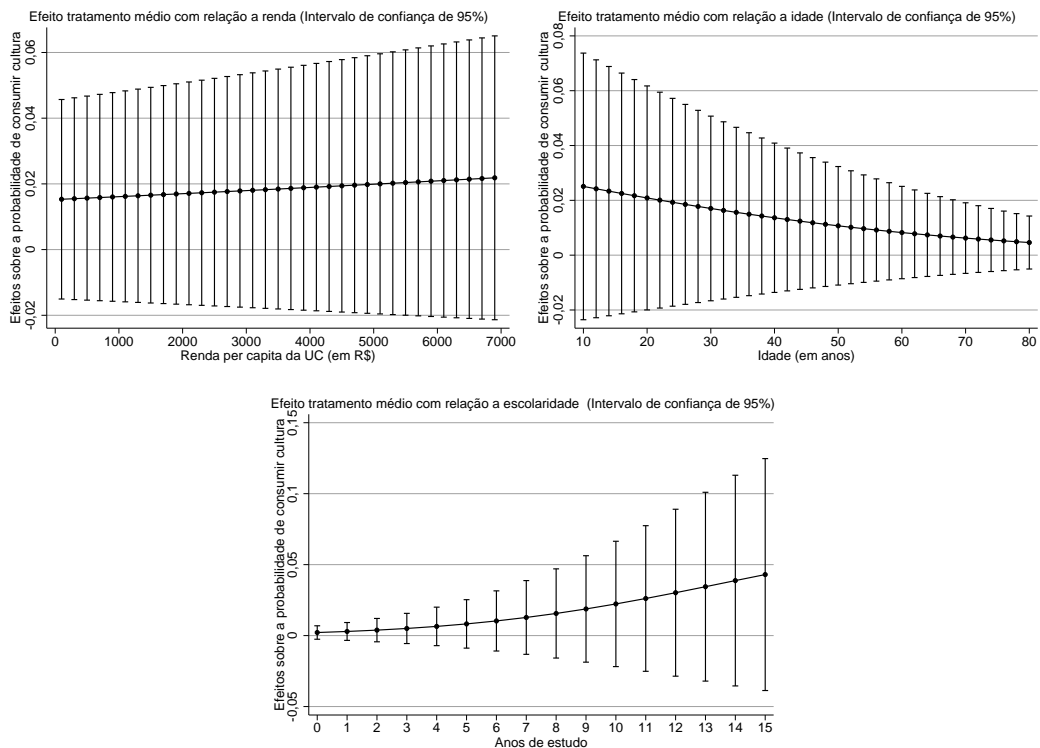 Efeito tratamento médio com relação a renda (Intervalo de confiança de 95%)
Efeitos sobre a probabilidade de consumir cultura
0,06
0,04
0,02
0
-0,02
0 1000 2000 3000 4000 5000 6000 7000
Renda per capita da UC (em R$)
Efeito tratamento médio com relação a idade (Intervalo de confiança de 95%)
Efeitos sobre a probabilidade de consumir cultura
0,08
0,06
0,04
0,02
0
-0,02
10 20 30 40 50 60 70 80
Idade (em anos)
Efeito tratamento médio com relação a escolaridade (Intervalo de confiança de 95%)
Efeitos sobre a probabilidade de consumir cultura
0,15
0,1
0,05
0
-0,05
0 1 2 3 4 5 6 7 8 9 10 11 12 13 14 15
Anos de estudo